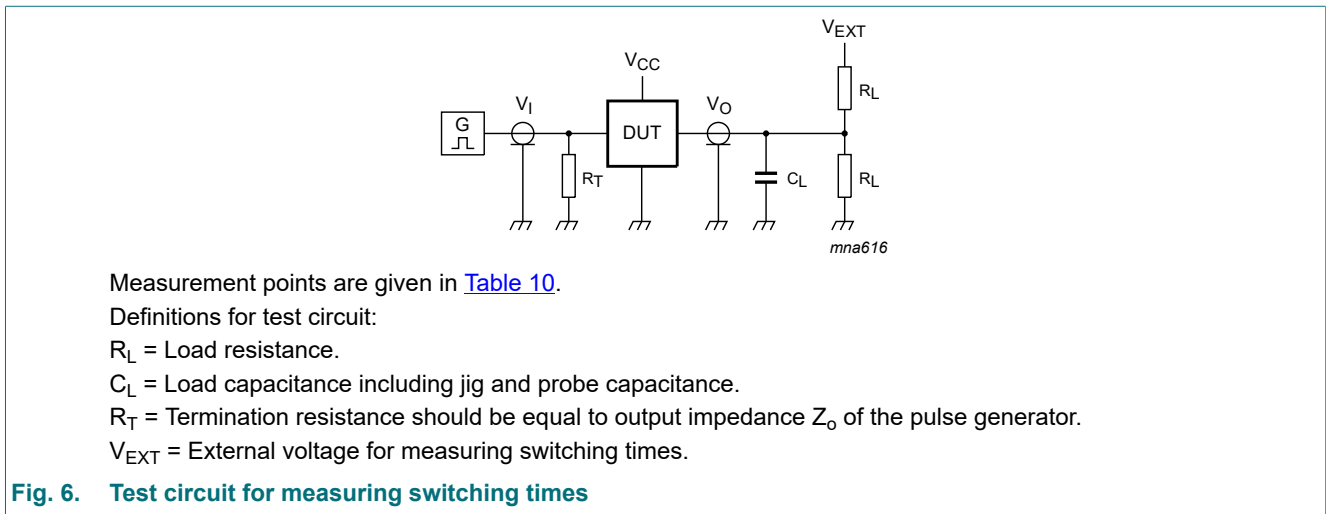 VEXT
VCC
RL
VI
VO
G
DUT
RT
CL
RL
mna616
Measurement points are given in Table 10.
Definitions for test circuit:
RL = Load resistance.
CL = Load capacitance including jig and probe capacitance.
RT = Termination resistance should be equal to output impedance Zo of the pulse generator.
VEXT = External voltage for measuring switching times.
Fig. 6. Test circuit for measuring switching times